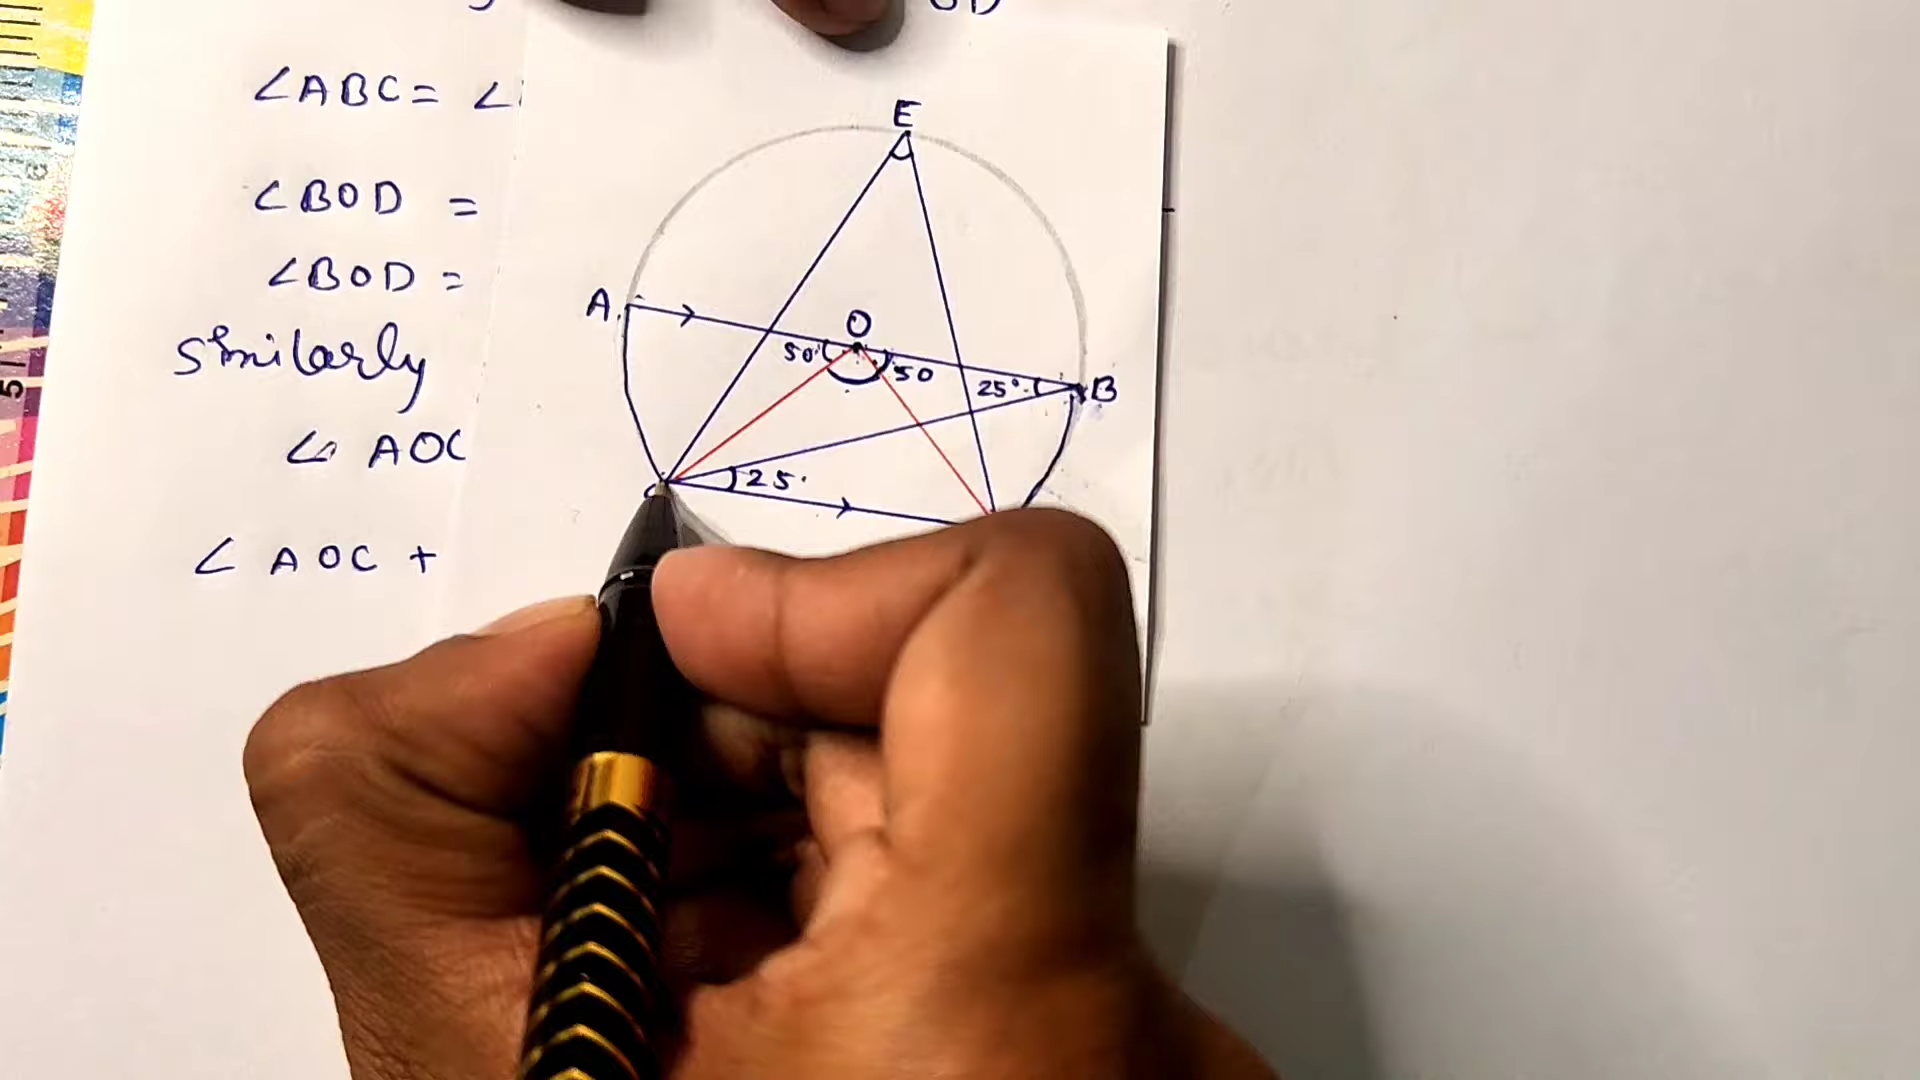 ∠ABC = ∠
∠BOD =
∠BOD =
Similarly
∠ AOC
∠ AOC +
E
A
O
50°
50
25°
B
25°